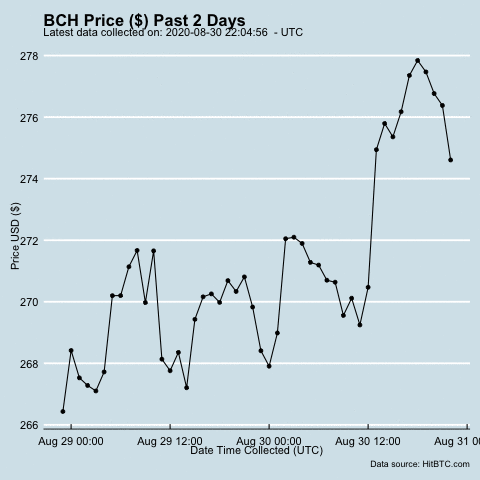 BCH Price ($) Past 2 Days
Latest data collected on: 2020-08-30 22:04:56 - UTC
278
276
274
272
270
268
266
Price USD ($)
Aug 29 00:00 Aug 29 12:00 Aug 30 00:00 Aug 30 12:00 Aug 31 0
Date Time Collected (UTC)
Data source: HitBTC.com